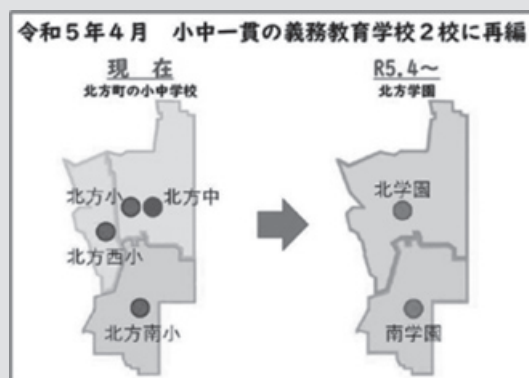 令和5年4月 小中一貫の義務教育学校2校に再編
現 在
北方町の小中学校
北方小
北方中
北方西小
北方南小
R5.4～
北方学園
北学園
南学園